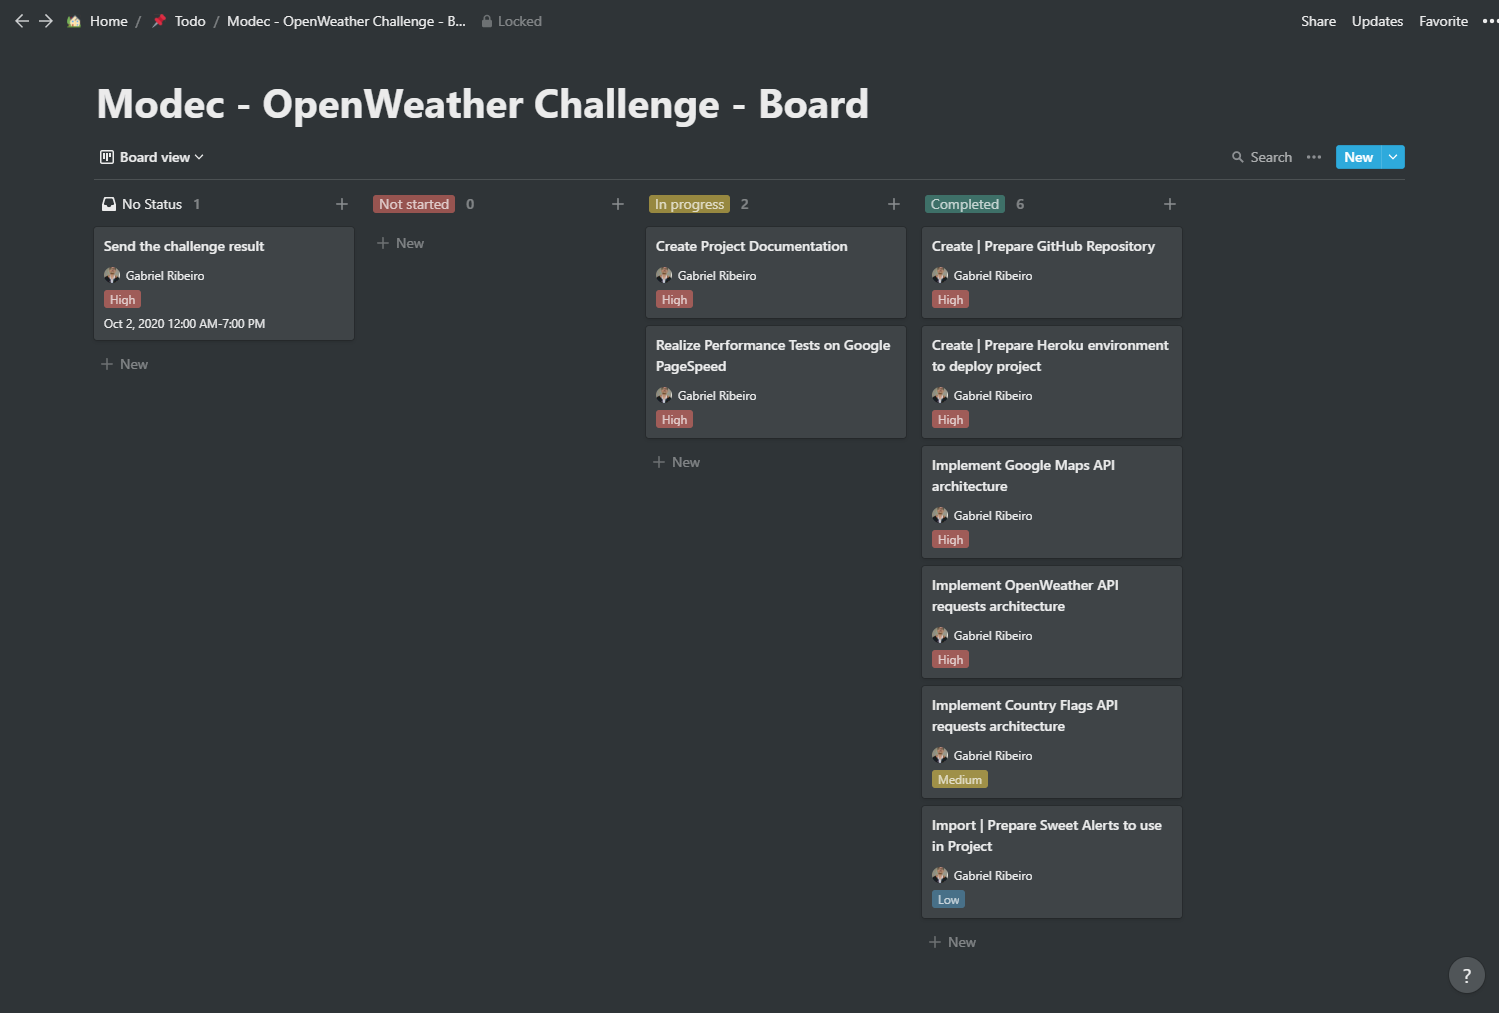 Home / Todo / Modec - OpenWeather Challenge - B... Locked
Share Updates Favorite
Modec - OpenWeather Challenge - Board
Board view
Search New
No Status 1
Send the challenge result
Gabriel Ribeiro
High
Oct 2, 2020 12:00 AM-7:00 PM
New
Not started 0
New
In progress 2
Create Project Documentation
Gabriel Ribeiro
High
Realize Performance Tests on Google
PageSpeed
Gabriel Ribeiro
High
New
Completed 6
Create | Prepare GitHub Repository
Gabriel Ribeiro
High
Create | Prepare Heroku environment
to deploy project
Gabriel Ribeiro
High
Implement Google Maps API
architecture
Gabriel Ribeiro
High
Implement OpenWeather API
requests architecture
Gabriel Ribeiro
High
Implement Country Flags API
requests architecture
Gabriel Ribeiro
Medium
Import | Prepare Sweet Alerts to use
in Project
Gabriel Ribeiro
Low
New
?